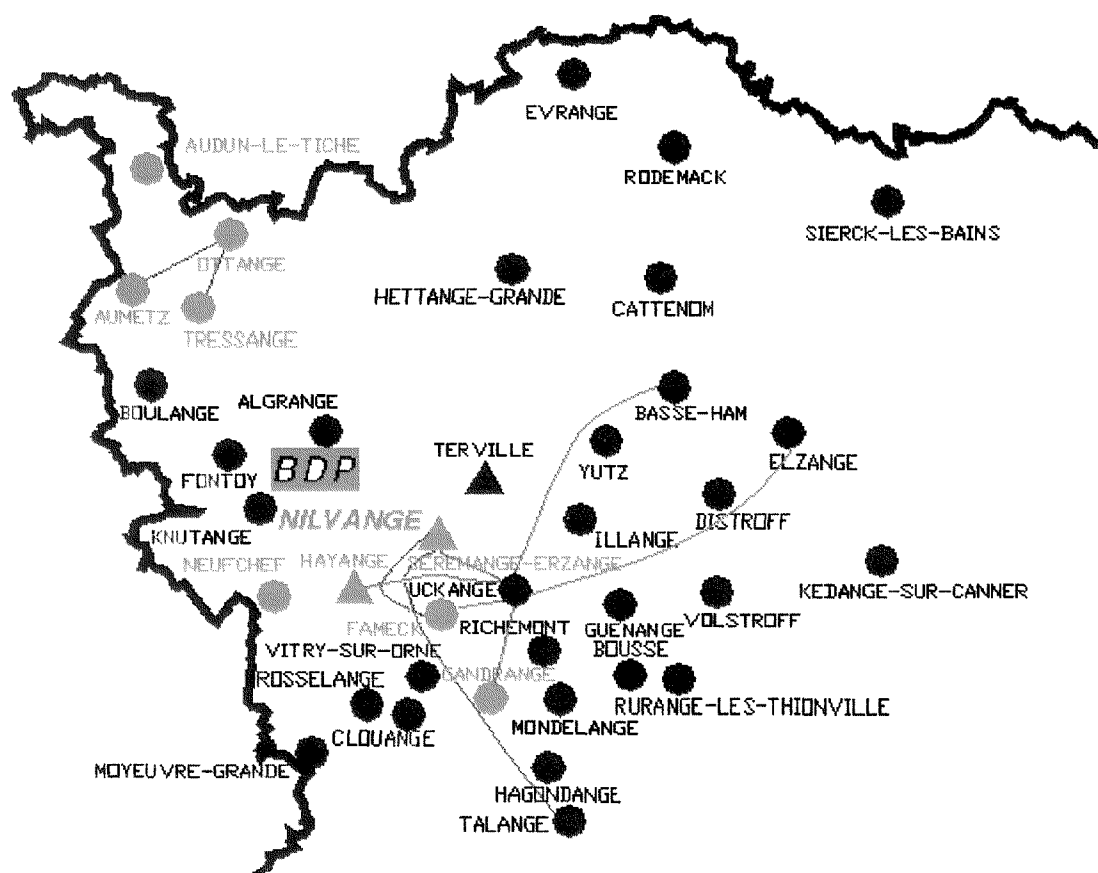 EVRANGE
AUDUN-LE-TICHE
RODEMACK
SIERCK-LES-BAINS
OTTANGE
HETTANGE-GRANDE
CATTENOM
AUMETZ
TRESSANGE
BOULANGE
ALGRANGE
BASSE-HAM
TERVILLE
YUTZ
ELZANGE
FONTOY
BDP
DISTROFF
NILVANGE
KNUTANGE
ILLANGE
NEUFCHEF
HAYANGE
SEREMANGE-ERZANGE
UCKANGE
KEDANGE-SUR-CANNER
FAMECK
RICHEMONT
GUENANGE
VOLSTROFF
VITRY-SUR-ORNE
BOUSSE
ROSSELANGE
GANDRANGE
RURANGE-LES-THIONVILLE
MONDELANGE
CLOUANGE
MOYEUVRE-GRANDE
HAGONDANGE
TALANGE